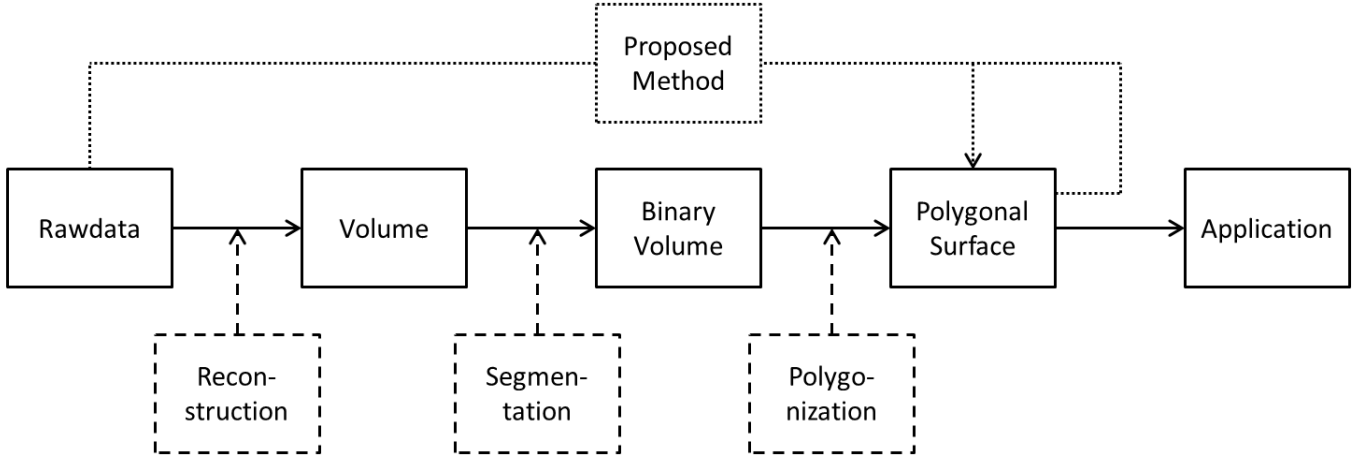 Proposed
Method
Rawdata
Volume
Binary
Volume
Polygonal
Surface
Application
Recon-
struction
Segmen-
tation
Polygo-
nization